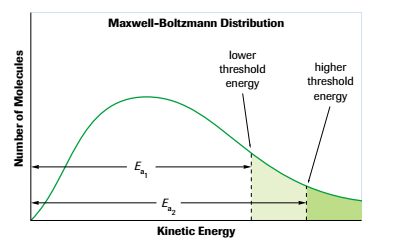 Maxwell-Boltzmann Distribution
lower
threshold
energy
higher
threshold
energy
Number of Molecules
Ea1
Ea2
Kinetic Energy